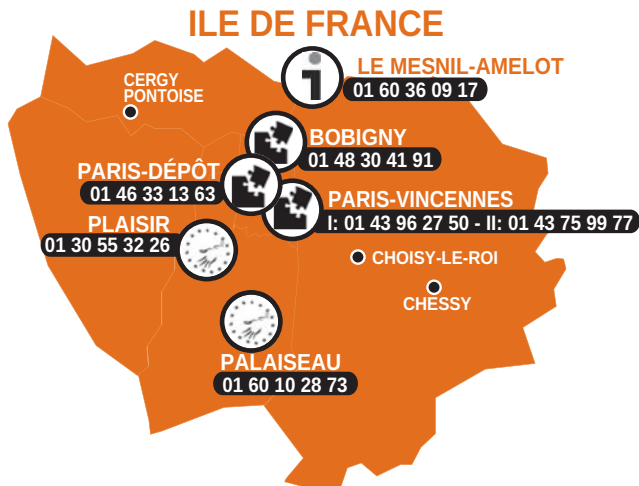 ILE DE FRANCE
LE MESNIL-AMELOT
01 60 36 09 17
CERGY
PONTOISE
BOBIGNY
01 48 30 41 91
PARIS-DÉPÔT
01 46 33 13 63
PARIS-VINCENNES
I: 01 43 96 27 50 - II: 01 43 75 99 77
PLAISIR
01 30 55 32 26
CHOISY-LE-ROI
CHESSY
PALAISEAU
01 60 10 28 73